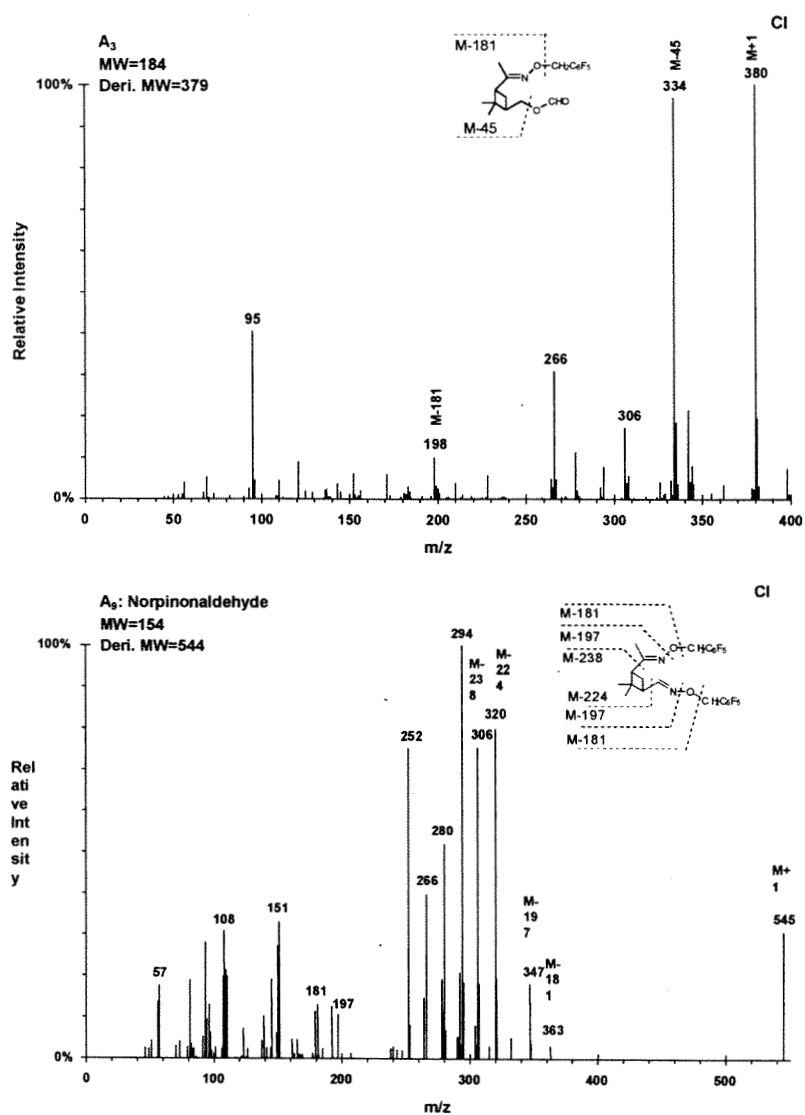 CI
A₃
MW=184
Deri. MW=379
M-181
O-CH₂C₆F₅
N
O-CHO
M-45
M-45
334
M+1
380
100%
95
M-181
198
266
306
0%
Relative Intensity
0 50 100 150 200 250 300 350 400
m/z
CI
A₉: Norpinonaldehyde
MW=154
Deri. MW=544
M-181
M-197
M-238
M-224
M-197
M-181
100%
294
M-
23
8
306
M-
22
4
320
252
280
266
M-
19
7
347
M-
18
1
363
M+
1
545
57
108
151
181
197
0%
Rel
ati
ve
Int
en
sit
y
0 100 200 300 400 500
m/z